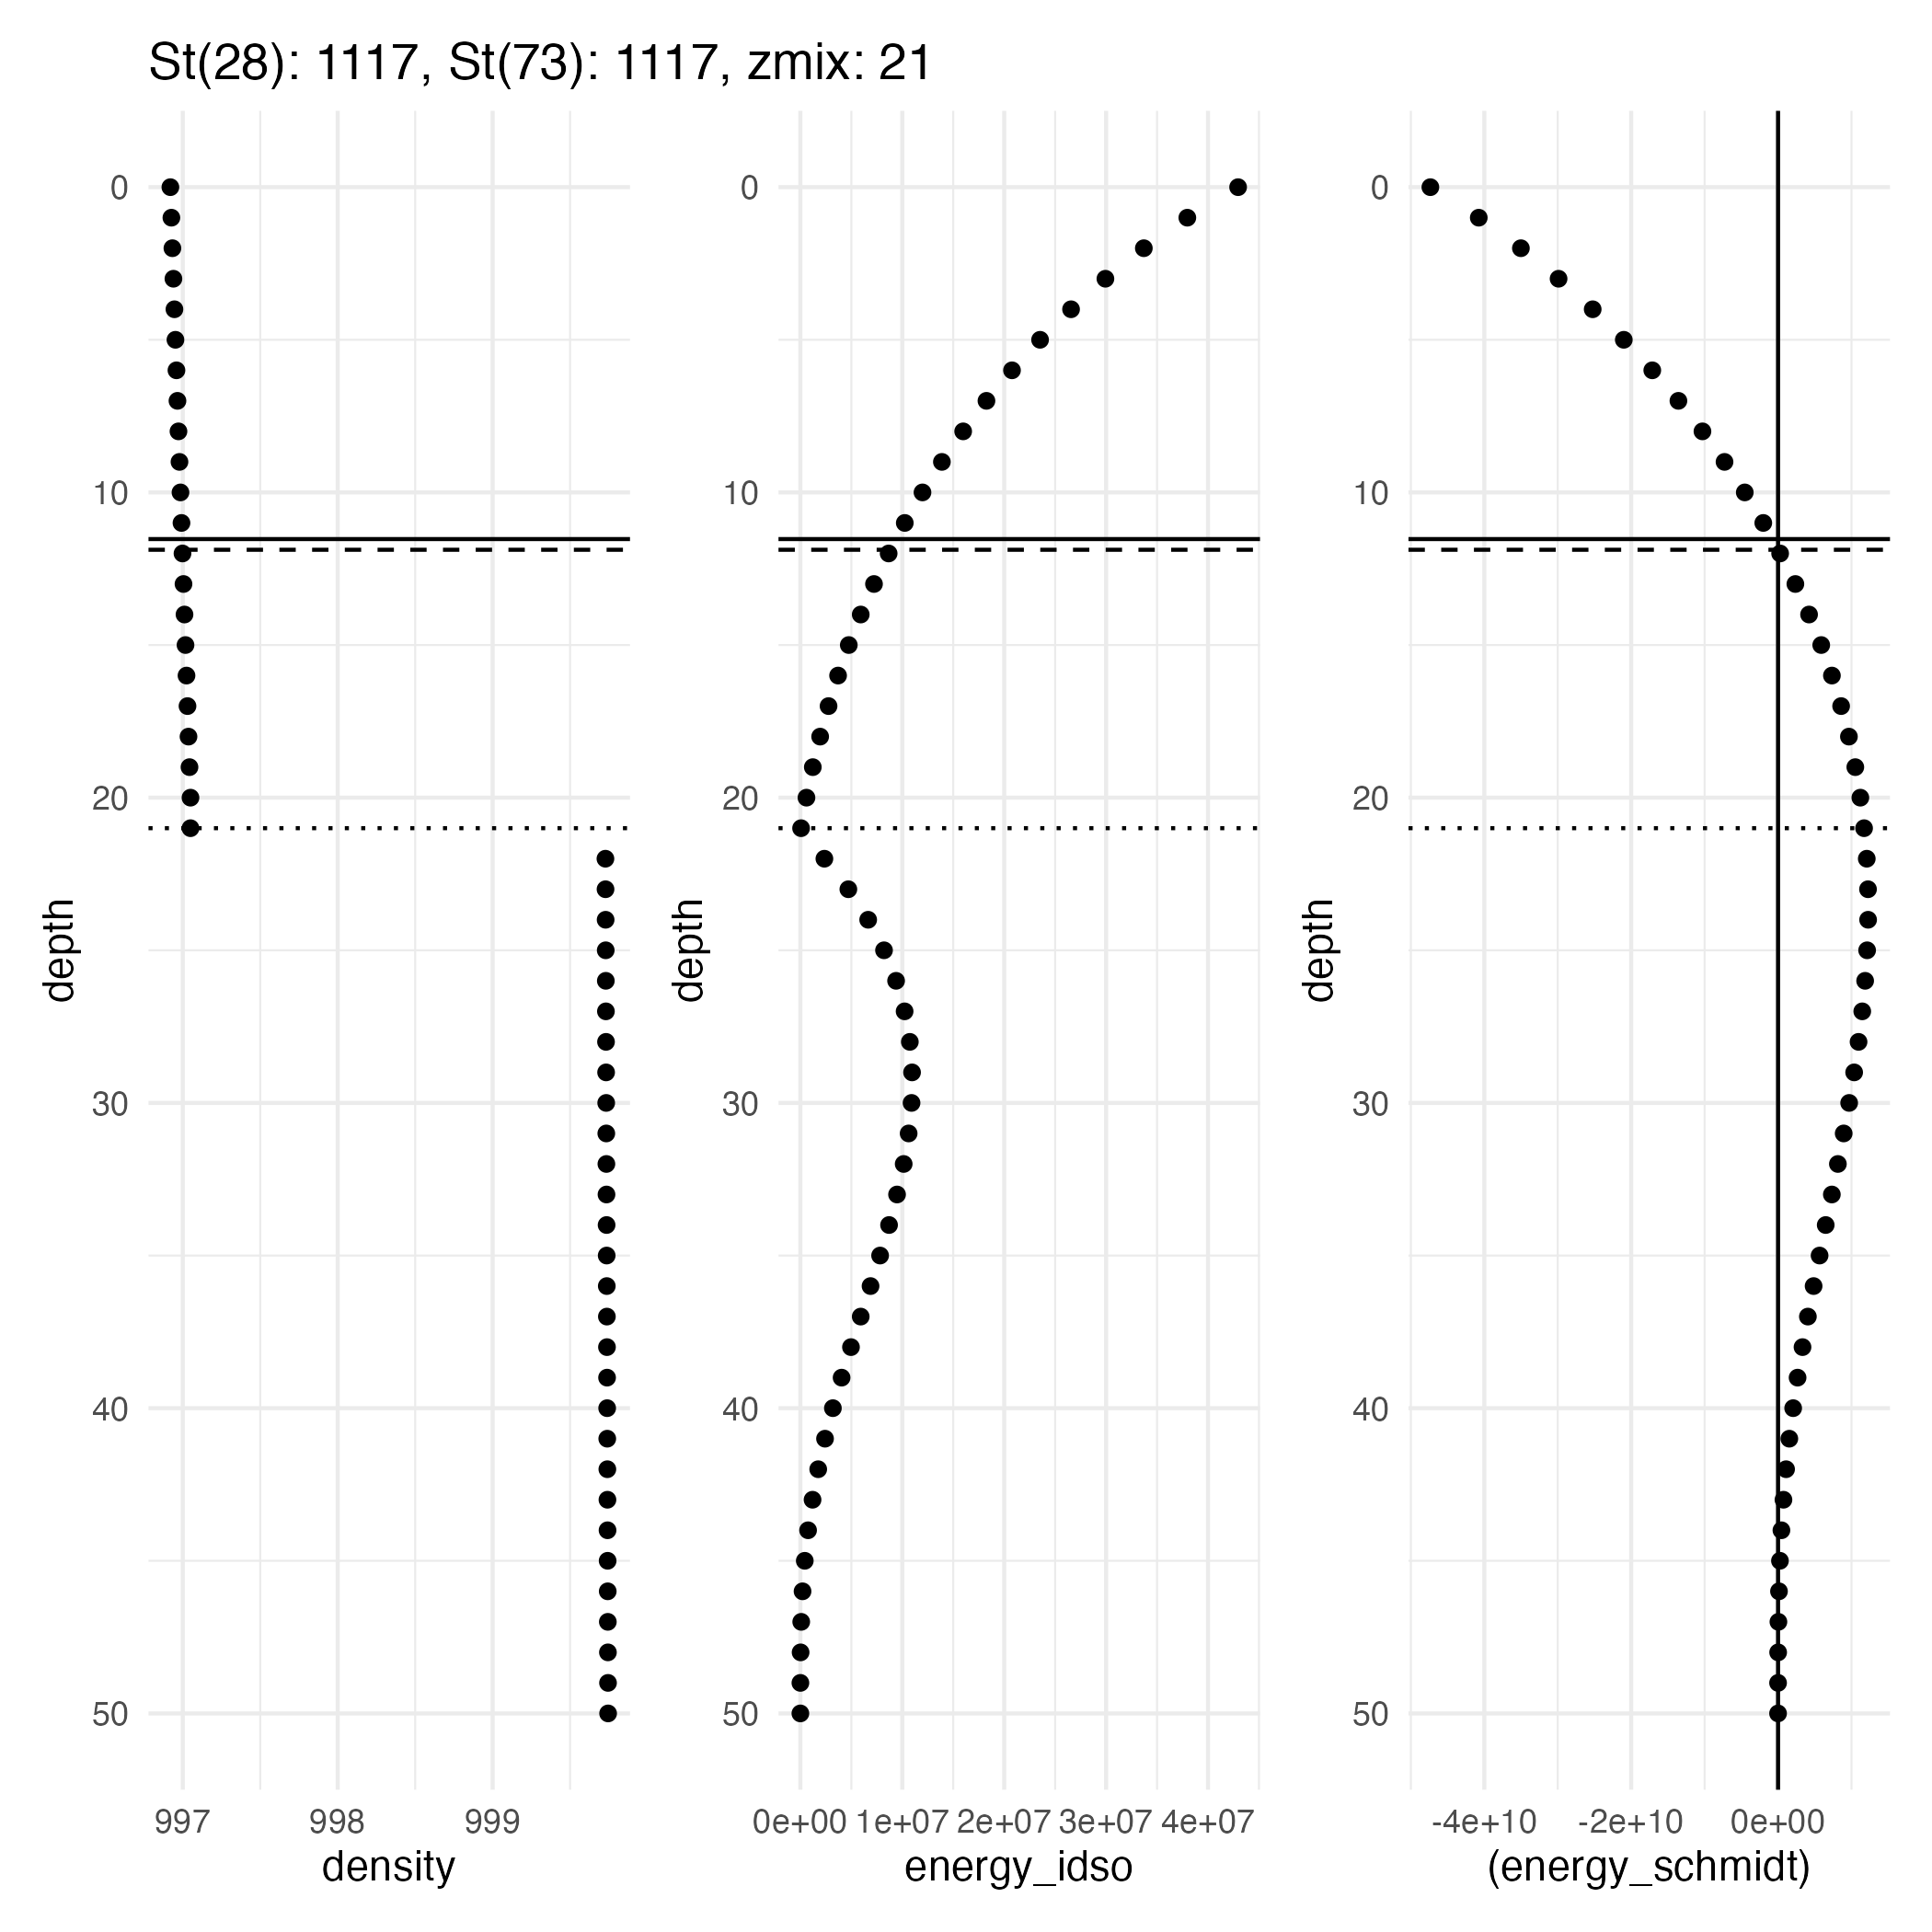 St(28): 1117, St(73): 1117, zmix: 21
depth
0
10
20
30
40
50
997 998 999
density
depth
0
10
20
30
40
50
0e+00 1e+07 2e+07 3e+07 4e+07
energy_idso
depth
0
10
20
30
40
50
-4e+10 -2e+10 0e+00
(energy_schmidt)